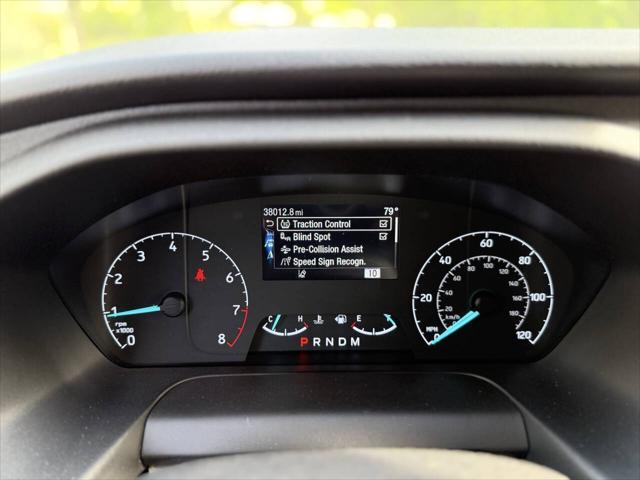 38012.8 mi 79°
Traction Control
Blind Spot
Pre-Collision Assist
Speed Sign Recogn.
10
0 1 2 3 4 5 6 7 8
rpm
x1000
C H E
P R N D M
0 20 40 60 80 100 120
MPH
km/h